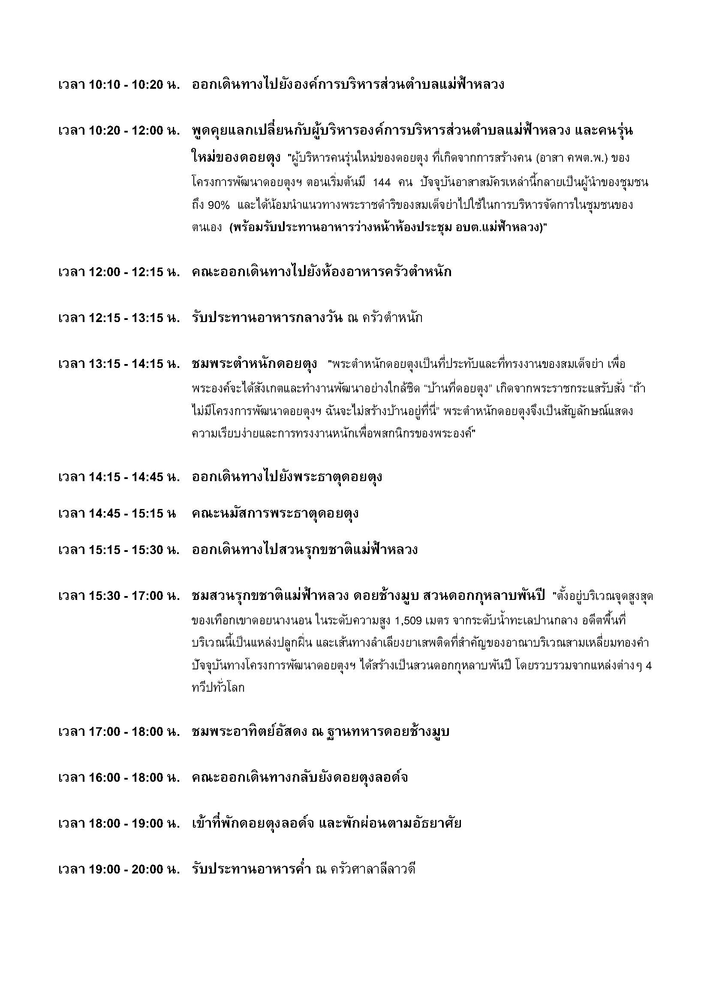 เวลา 10:10 - 10:20 น. ออกเดินทางไปยังองค์การบริหารส่วนตำบลแม่ฟ้าหลวง
เวลา 10:20 - 12:00 น. พูดคุยแลกเปลี่ยนกับผู้บริหารองค์การบริหารส่วนตำบลแม่ฟ้าหลวง และคนรุ่น
ใหม่ของดอยตุง "ผู้บริหารคนรุ่นใหม่ของดอยตุง ที่เกิดจากการสร้างคน (อาสา คพต.พ.) ของ
โครงการพัฒนาดอยตุงฯ ตอนเริ่มต้นมี 144 คน ปัจจุบันอาสาสมัครเหล่านี้กลายเป็นผู้นำของชุมชน
ถึง 90% และได้น้อมนำแนวทางพระราชดำริของสมเด็จย่าไปใช้ในการบริหารจัดการในชุมชนของ
ตนเอง (พร้อมรับประทานอาหารว่างหน้าห้องประชุม อบต.แม่ฟ้าหลวง)"
เวลา 12:00 - 12:15 น. คณะออกเดินทางไปยังห้องอาหารครัวตำหนัก
เวลา 12:15 - 13:15 น. รับประทานอาหารกลางวัน ณ ครัวตำหนัก
เวลา 13:15 - 14:15 น. ชมพระตำหนักดอยตุง "พระตำหนักดอยตุงเป็นที่ประทับและที่ทรงงานของสมเด็จย่า เพื่อ
พระองค์จะได้สังเกตและทำงานพัฒนาอย่างใกล้ชิด “บ้านที่ดอยตุง” เกิดจากพระราชกระแสรับสั่ง “ถ้า
ไม่มีโครงการพัฒนาดอยตุงฯ ฉันจะไม่สร้างบ้านอยู่ที่นี่” พระตำหนักดอยตุงจึงเป็นสัญลักษณ์แสดง
ความเรียบง่ายและการทรงงานหนักเพื่อพสกนิกรของพระองค์"
เวลา 14:15 - 14:45 น. ออกเดินทางไปยังพระธาตุดอยตุง
เวลา 14:45 - 15:15 น คณะนมัสการพระธาตุดอยตุง
เวลา 15:15 - 15:30 น. ออกเดินทางไปสวนรุกขชาติแม่ฟ้าหลวง
เวลา 15:30 - 17:00 น. ชมสวนรุกขชาติแม่ฟ้าหลวง ดอยช้างมูบ สวนดอกกุหลาบพันปี "ตั้งอยู่บริเวณจุดสูงสุด
ของเทือกเขาดอยนางนอน ในระดับความสูง 1,509 เมตร จากระดับน้ำทะเลปานกลาง อดีตพื้นที่
บริเวณนี้เป็นแหล่งปลูกฝิ่น และเส้นทางลำเลียงยาเสพติดที่สำคัญของอาณาบริเวณสามเหลี่ยมทองคำ
ปัจจุบันทางโครงการพัฒนาดอยตุงฯ ได้สร้างเป็นสวนดอกกุหลาบพันปี โดยรวบรวมจากแหล่งต่างๆ 4
ทวีปทั่วโลก
เวลา 17:00 - 18:00 น. ชมพระอาทิตย์อัสดง ณ ฐานทหารดอยช้างมูบ
เวลา 16:00 - 18:00 น. คณะออกเดินทางกลับยังดอยตุงลอด์จ
เวลา 18:00 - 19:00 น. เข้าที่พักดอยตุงลอด์จ และพักผ่อนตามอัธยาศัย
เวลา 19:00 - 20:00 น. รับประทานอาหารค่ำ ณ ครัวศาลาลีลาวดี